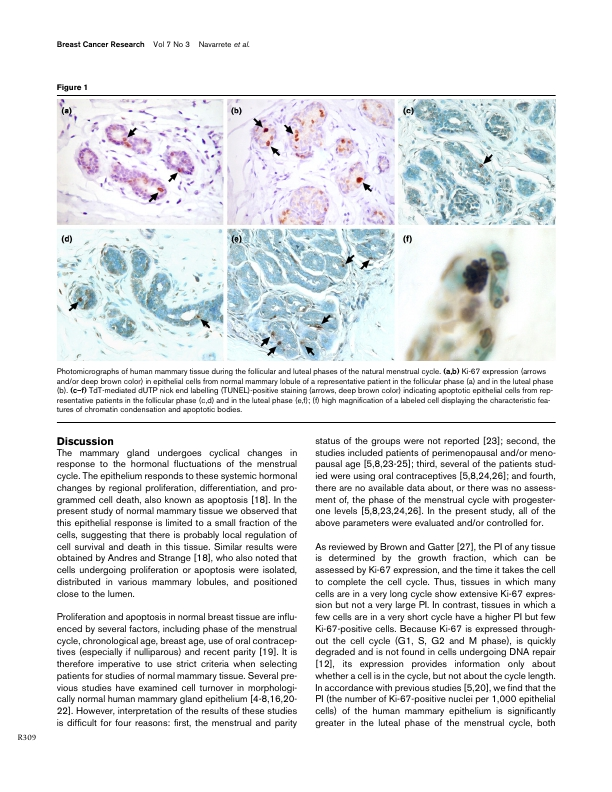 Breast Cancer Research Vol 7 No 3 Navarrete et al.
Figure 1
(a)
(b)
(c)
(d)
(e)
(f)
Photomicrographs of human mammary tissue during the follicular and luteal phases of the natural menstrual cycle. (a,b) Ki-67 expression (arrows
and/or deep brown color) in epithelial cells from normal mammary lobule of a representative patient in the follicular phase (a) and in the luteal phase
(b). (c–f) TdT-mediated dUTP nick end labelling (TUNEL)-positive staining (arrows, deep brown color) indicating apoptotic epithelial cells from rep-
resentative patients in the follicular phase (c,d) and in the luteal phase (e,f); (f) high magnification of a labeled cell displaying the characteristic fea-
tures of chromatin condensation and apoptotic bodies.
Discussion
The mammary gland undergoes cyclical changes in
response to the hormonal fluctuations of the menstrual
cycle. The epithelium responds to these systemic hormonal
changes by regional proliferation, differentiation, and pro-
grammed cell death, also known as apoptosis [18]. In the
present study of normal mammary tissue we observed that
this epithelial response is limited to a small fraction of the
cells, suggesting that there is probably local regulation of
cell survival and death in this tissue. Similar results were
obtained by Andres and Strange [18], who also noted that
cells undergoing proliferation or apoptosis were isolated,
distributed in various mammary lobules, and positioned
close to the lumen.
Proliferation and apoptosis in normal breast tissue are influ-
enced by several factors, including phase of the menstrual
cycle, chronological age, breast age, use of oral contracep-
tives (especially if nulliparous) and recent parity [19]. It is
therefore imperative to use strict criteria when selecting
patients for studies of normal mammary tissue. Several pre-
vious studies have examined cell turnover in morphologi-
cally normal human mammary gland epithelium [4-8,16,20-
22]. However, interpretation of the results of these studies
is difficult for four reasons: first, the menstrual and parity
status of the groups were not reported [23]; second, the
studies included patients of perimenopausal and/or meno-
pausal age [5,8,23-25]; third, several of the patients stud-
ied were using oral contraceptives [5,8,24,26]; and fourth,
there are no available data about, or there was no assess-
ment of, the phase of the menstrual cycle with progester-
one levels [5,8,23,24,26]. In the present study, all of the
above parameters were evaluated and/or controlled for.
As reviewed by Brown and Gatter [27], the PI of any tissue
is determined by the growth fraction, which can be
assessed by Ki-67 expression, and the time it takes the cell
to complete the cell cycle. Thus, tissues in which many
cells are in a very long cycle show extensive Ki-67 expres-
sion but not a very large PI. In contrast, tissues in which a
few cells are in a very short cycle have a higher PI but few
Ki-67-positive cells. Because Ki-67 is expressed through-
out the cell cycle (G1, S, G2 and M phase), is quickly
degraded and is not found in cells undergoing DNA repair
[12], its expression provides information only about
whether a cell is in the cycle, but not about the cycle length.
In accordance with previous studies [5,20], we find that the
PI (the number of Ki-67-positive nuclei per 1,000 epithelial
cells) of the human mammary epithelium is significantly
greater in the luteal phase of the menstrual cycle, both
R309